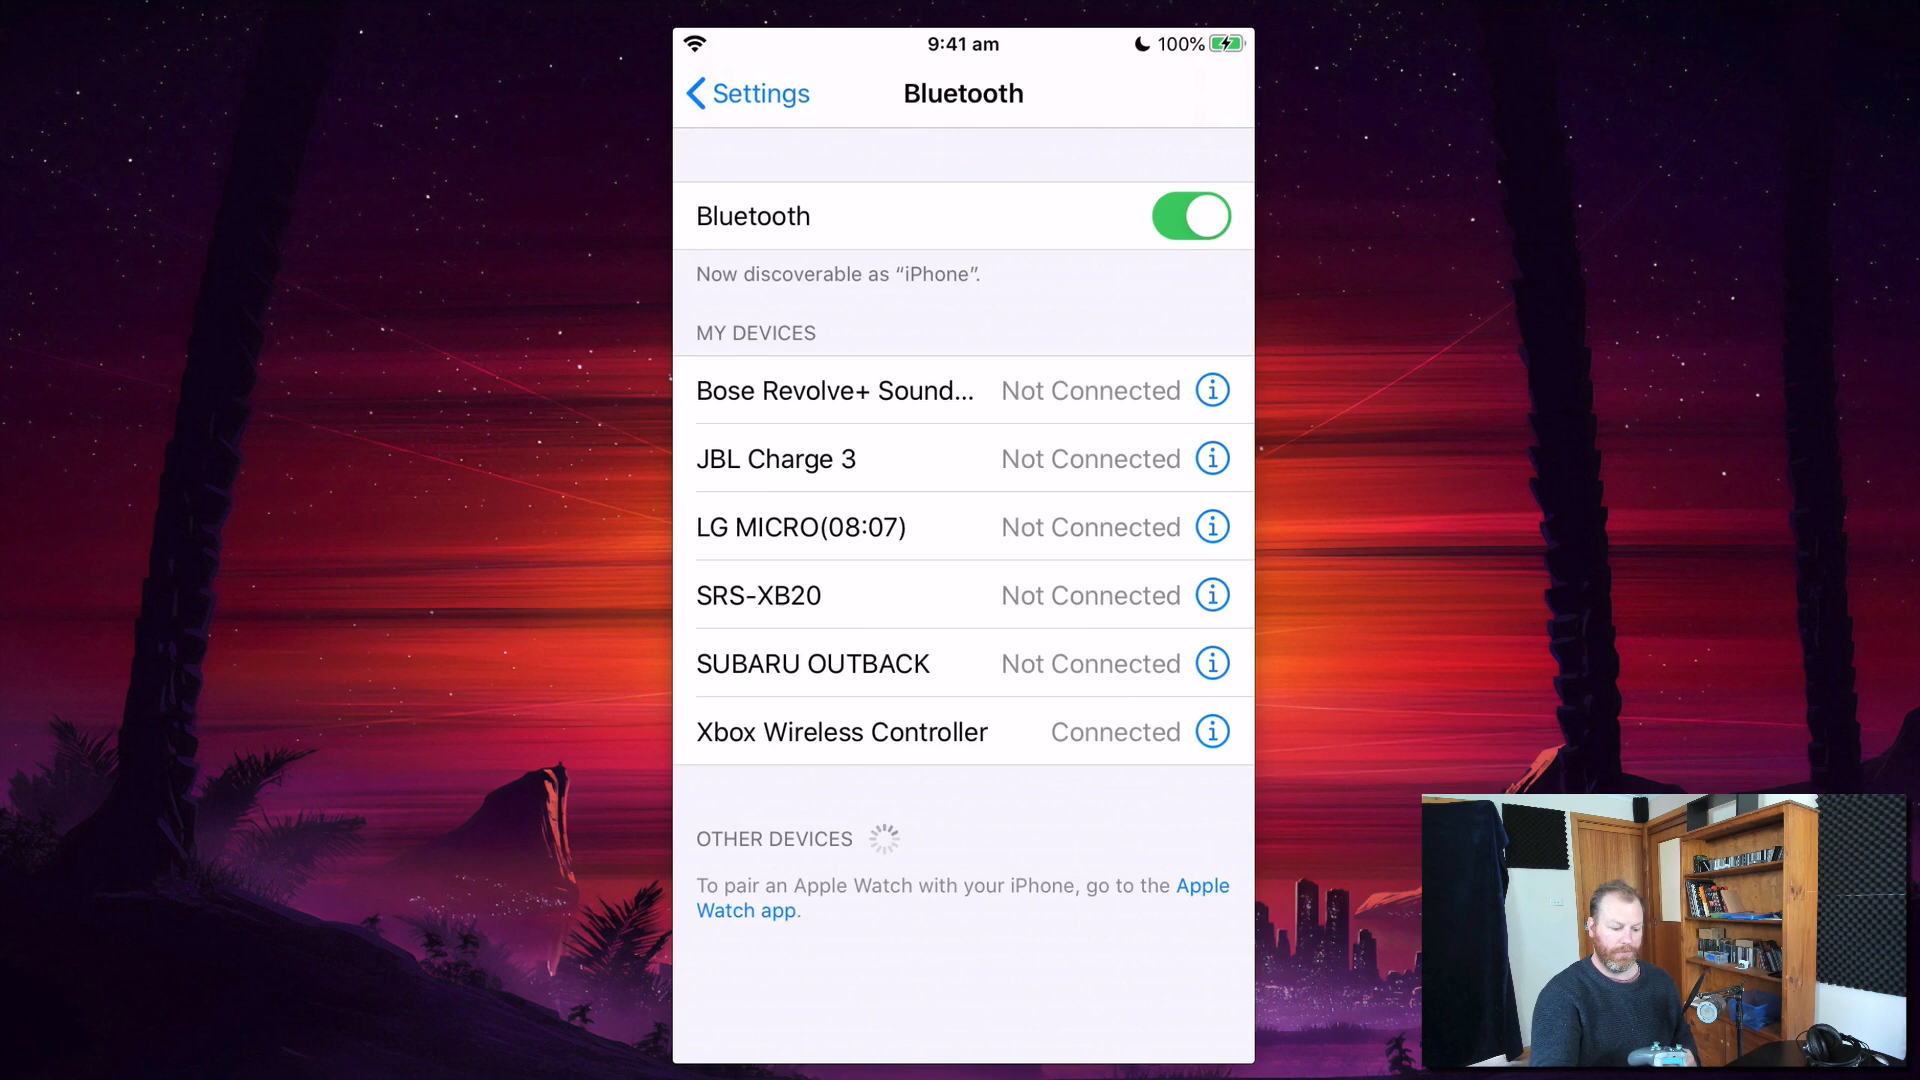 9:41 am
100%
Settings
Bluetooth
Bluetooth
Now discoverable as “iPhone”.
MY DEVICES
Bose Revolve+ Sound... Not Connected
JBL Charge 3 Not Connected
LG MICRO(08:07) Not Connected
SRS-XB20 Not Connected
SUBARU OUTBACK Not Connected
Xbox Wireless Controller Connected
OTHER DEVICES
To pair an Apple Watch with your iPhone, go to the Apple
Watch app.